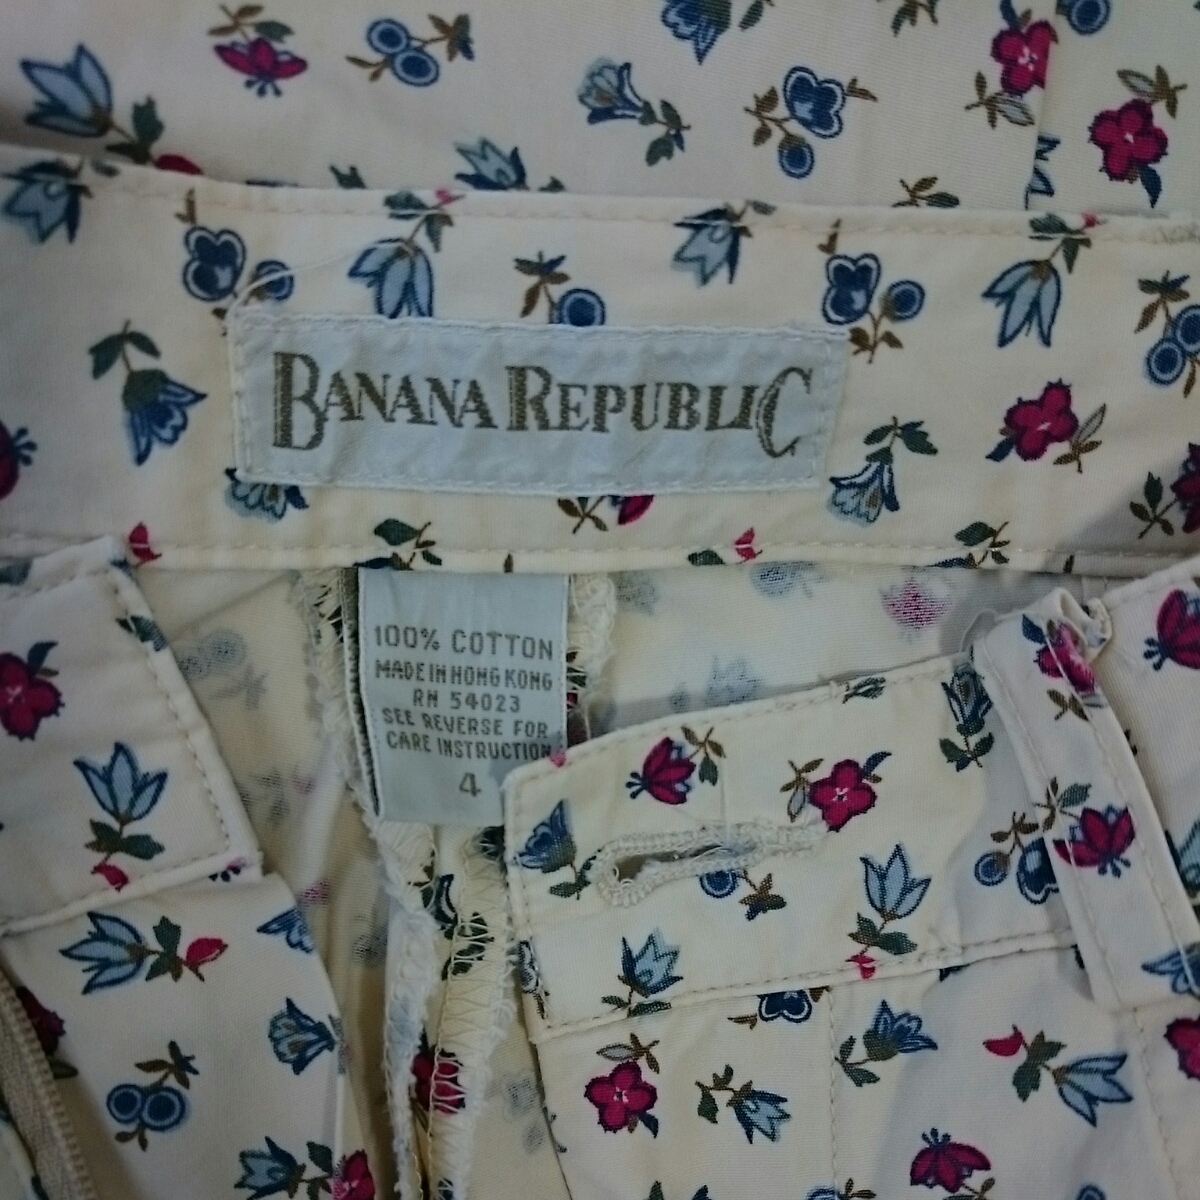 BANANA REPUBLIC
100% COTTON
MADE IN HONG KONG
RN 54023
SEE REVERSE FOR
CARE INSTRUCTION
4